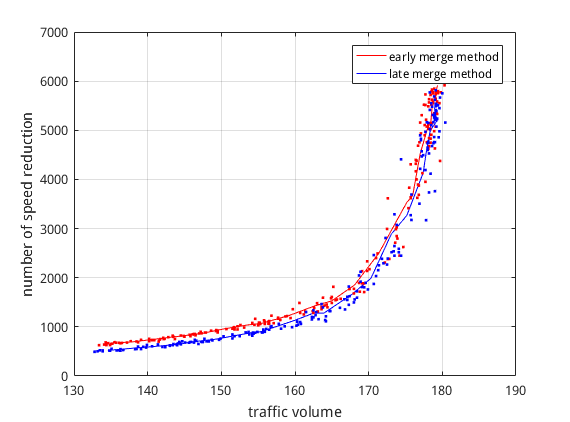 7000
6000
5000
4000
3000
2000
1000
0
130 140 150 160 170 180 190
number of speed reduction
traffic volume
early merge method
late merge method